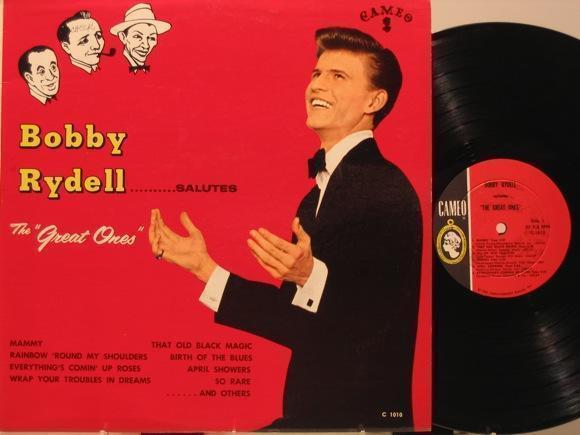 CAMEO
Bobby
Rydell ..........SALUTES
The "Great Ones"
MAMMY
RAINBOW 'ROUND MY SHOULDERS
EVERYTHING'S COMIN' UP ROSES
WRAP YOUR TROUBLES IN DREAMS
THAT OLD BLACK MAGIC
BIRTH OF THE BLUES
APRIL SHOWERS
SO RARE
......AND OTHERS
C 1010
CAMEO
BOBBY RYDELL
"THE GREAT ONES"